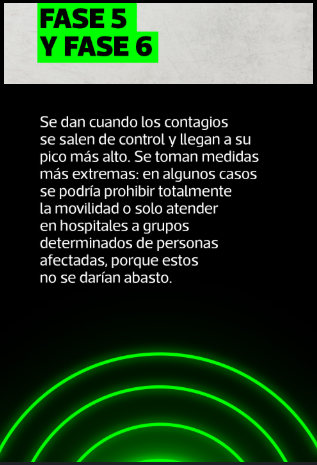 FASE 5
Y FASE 6
Se dan cuando los contagios
se salen de control y llegan a su
pico más alto. Se toman medidas
más extremas: en algunos casos
se podría prohibir totalmente
la movilidad o solo atender
en hospitales a grupos
determinados de personas
afectadas, porque estos
no se darían abasto.